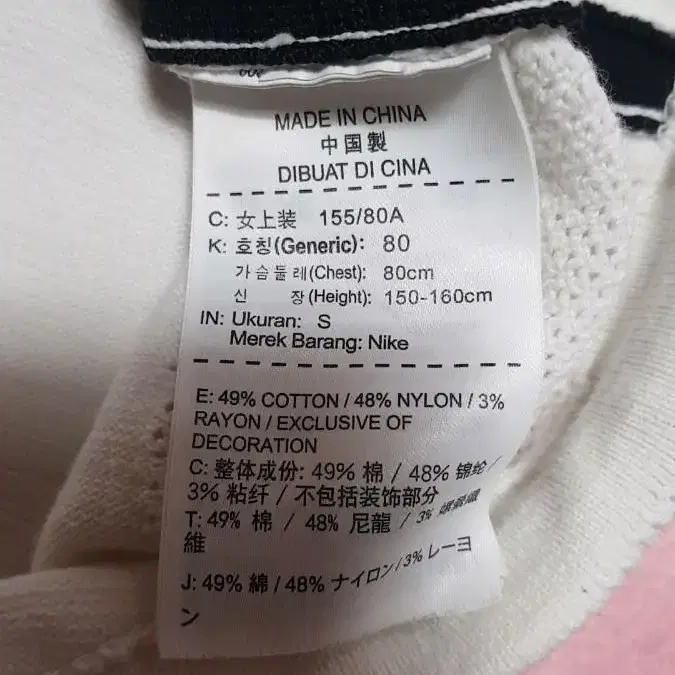 MADE IN CHINA
中国製
DIBUAT DI CINA
C: 女上装 155/80A
K: 호칭(Generic): 80
가슴둘레(Chest): 80cm
신 장(Height): 150-160cm
IN: Ukuran: S
Merek Barang: Nike
E: 49% COTTON / 48% NYLON / 3%
RAYON / EXCLUSIVE OF
DECORATION
C: 整体成份: 49% 棉 / 48% 锦纶/
3% 粘纤 / 不包括装饰部分
T: 49% 棉 / 48% 尼龍 / 3% 嫘縈纖
維
J: 49% 綿 / 48% ナイロン / 3% レーヨ
ン